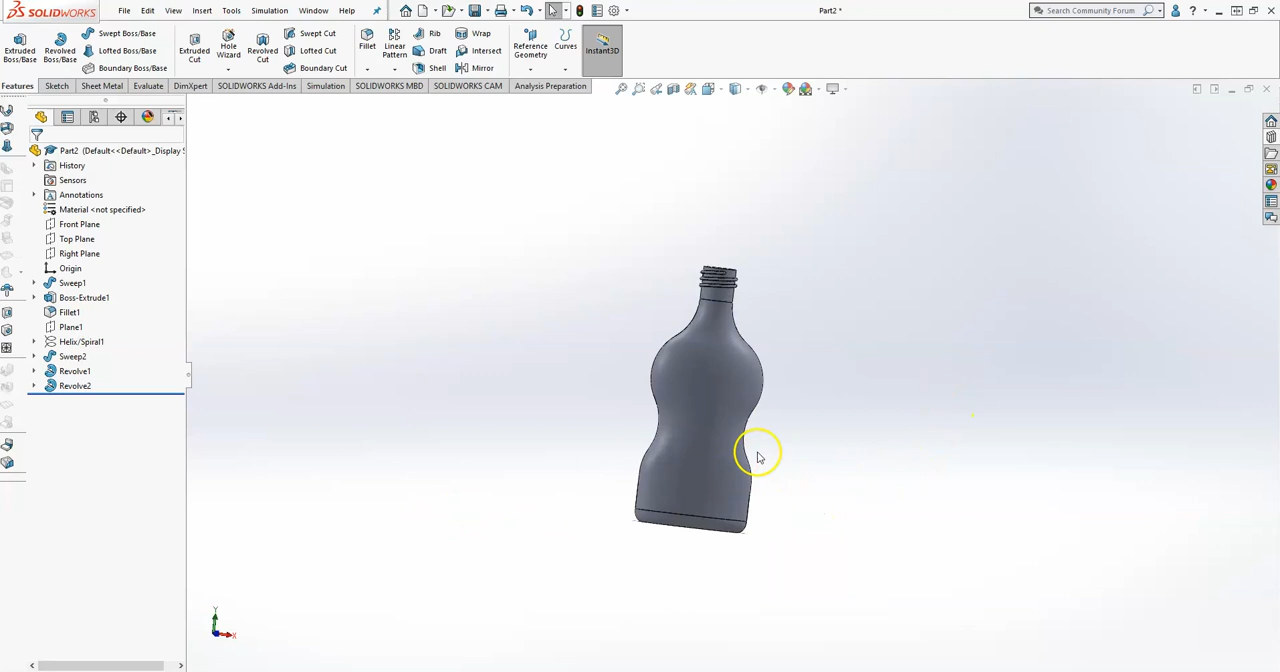 SOLIDWORKS File Edit View Insert Tools Simulation Window Help Part2 * Search Community Forum
Extruded Boss/Base
Revolved Boss/Base
Swept Boss/Base
Lofted Boss/Base
Boundary Boss/Base
Extruded Cut
Hole Wizard
Revolved Cut
Swept Cut
Lofted Cut
Boundary Cut
Fillet
Linear Pattern
Rib
Draft
Shell
Wrap
Intersect
Mirror
Reference Geometry
Curves
Instant3D
Features Sketch Sheet Metal Evaluate DimXpert SOLIDWORKS Add-Ins Simulation SOLIDWORKS MBD SOLIDWORKS CAM Analysis Preparation
Part2 (Default<<Default>_Display S
History
Sensors
Annotations
Material <not specified>
Front Plane
Top Plane
Right Plane
Origin
Sweep1
Boss-Extrude1
Fillet1
Plane1
Helix/Spiral1
Sweep2
Revolve1
Revolve2
Y
X